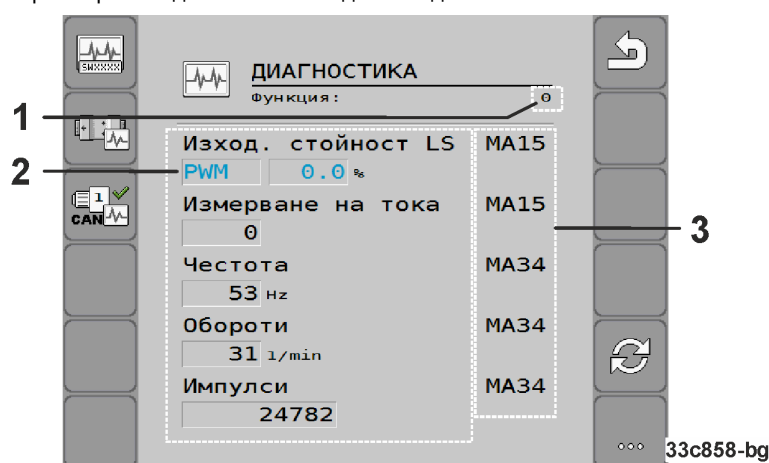 SWXXXX
ДИАГНОСТИКА
Функция: 0
1
Изход. стойност LS MA15
2
PWM 0.0 %
Измерване на тока MA15
1
CAN
0
3
Честота MA34
53 Hz
Обороти MA34
31 1/min
Импулси MA34
24782
33c858-bg